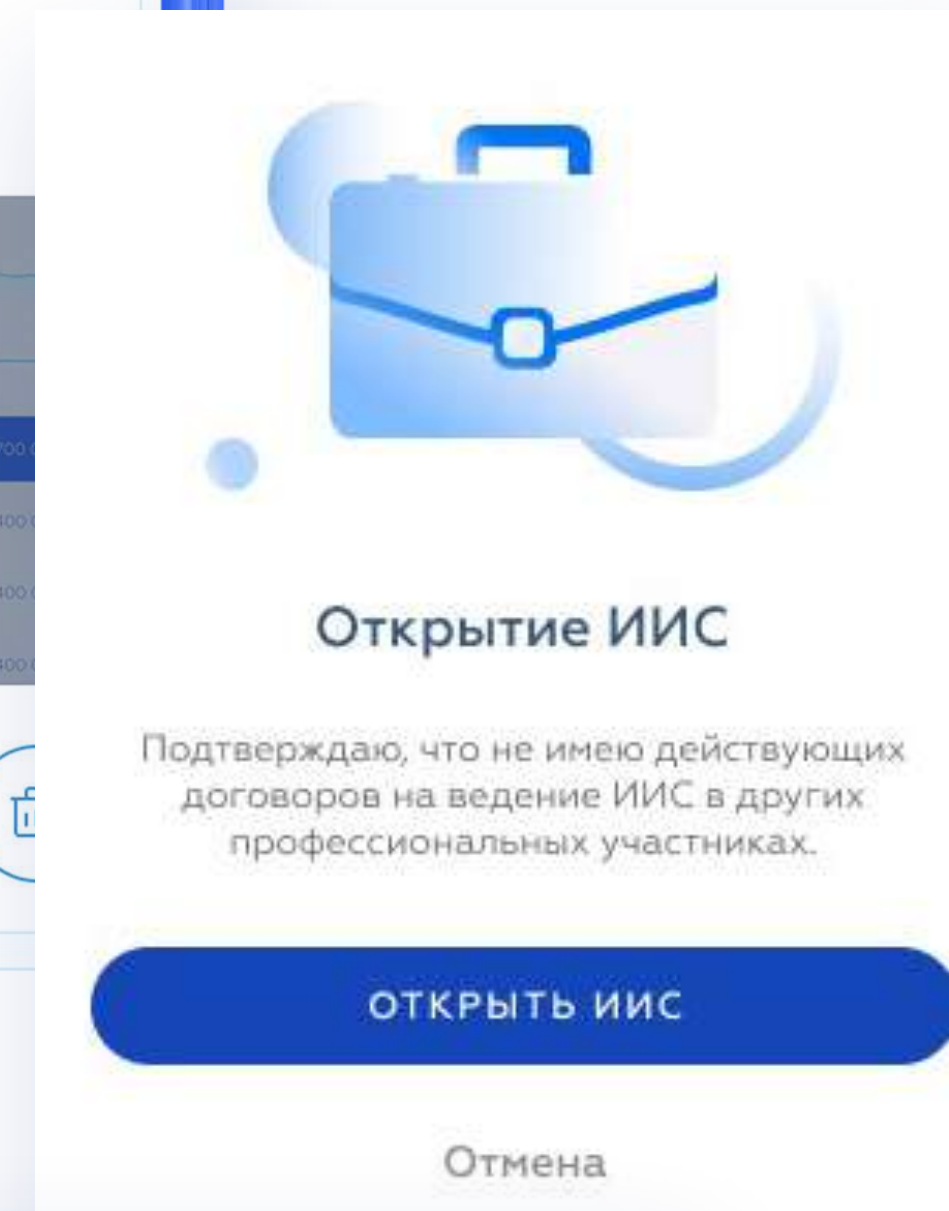 Открытие ИИС
Подтверждаю, что не имею действующих
договоров на ведение ИИС в других
профессиональных участниках.
ОТКРЫТЬ ИИС
Отмена